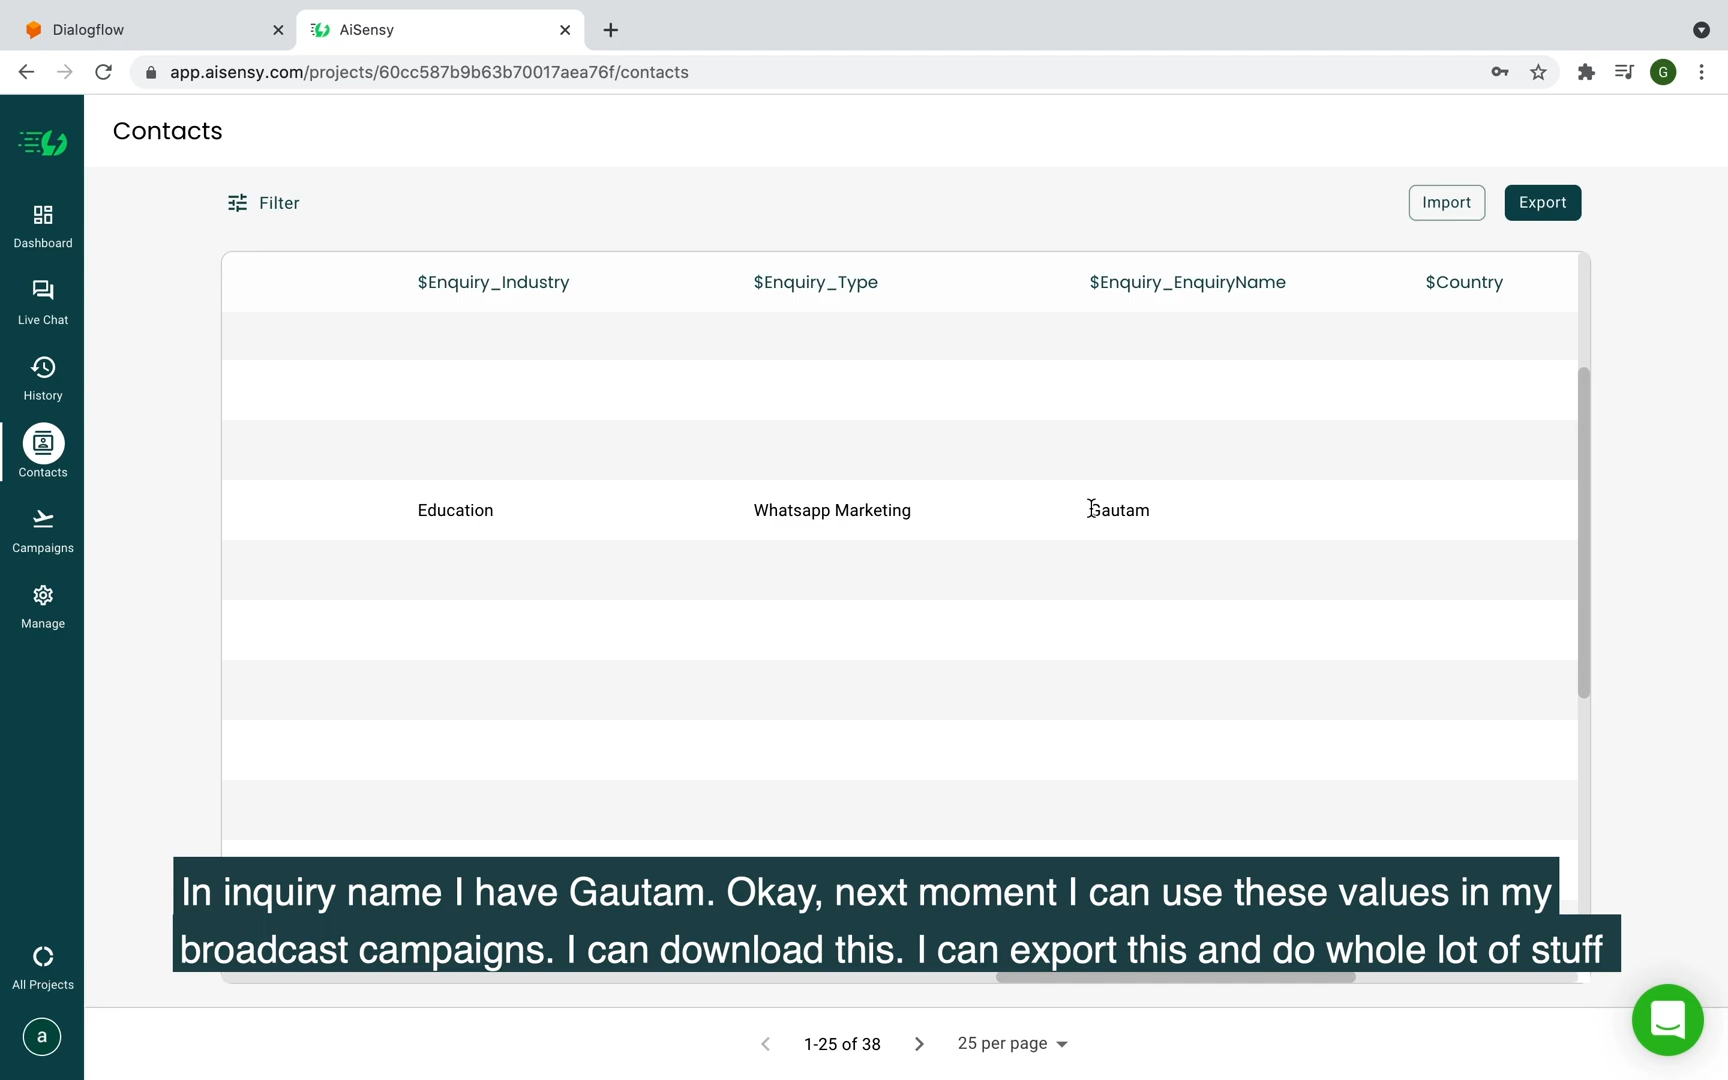 Dialogflow
AiSensy
app.aisensy.com/projects/60cc587b9b63b70017aea76f/contacts
G
Contacts
Filter
Import
Export
Dashboard
Live Chat
History
Contacts
Campaigns
Manage
All Projects
a
$Enquiry_Industry $Enquiry_Type $Enquiry_EnquiryName $Country
Education Whatsapp Marketing Gautam
In inquiry name I have Gautam. Okay, next moment I can use these values in my
broadcast campaigns. I can download this. I can export this and do whole lot of stuff
1-25 of 38
25 per page